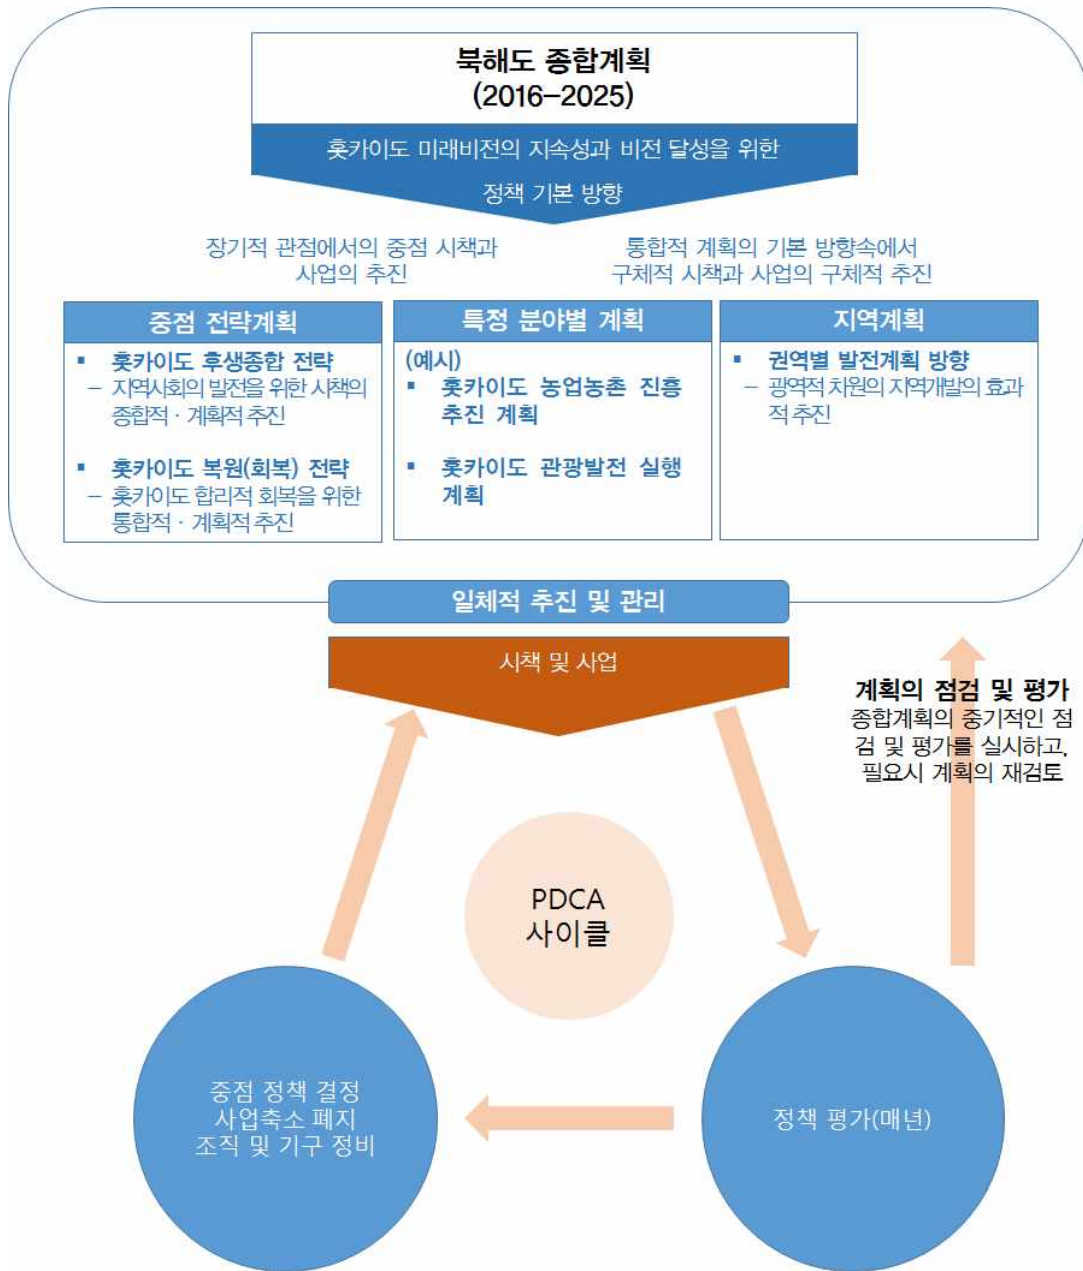 북해도 종합계획
(2016-2025)
홋카이도 미래비전의 지속성과 비전 달성을 위한
정책 기본 방향
장기적 관점에서의 중점 시책과
사업의 추진
통합적 계획의 기본 방향속에서
구체적 시책과 사업의 구체적 추진
중점 전략계획
▪ 홋카이도 후생종합 전략
– 지역사회의 발전을 위한 시책의
종합적·계획적 추진
▪ 홋카이도 복원(회복) 전략
– 홋카이도 합리적 회복을 위한
통합적·계획적 추진
특정 분야별 계획
(예시)
▪ 홋카이도 농업농촌 진흥
추진 계획
▪ 홋카이도 관광발전 실행
계획
지역계획
▪ 권역별 발전계획 방향
– 광역적 차원의 지역개발의 효과
적 추진
일체적 추진 및 관리
시책 및 사업
계획의 점검 및 평가
종합계획의 중기적인 점
검 및 평가를 실시하고,
필요시 계획의 재검토
PDCA
사이클
중점 정책 결정
사업축소 폐지
조직 및 기구 정비
정책 평가(매년)